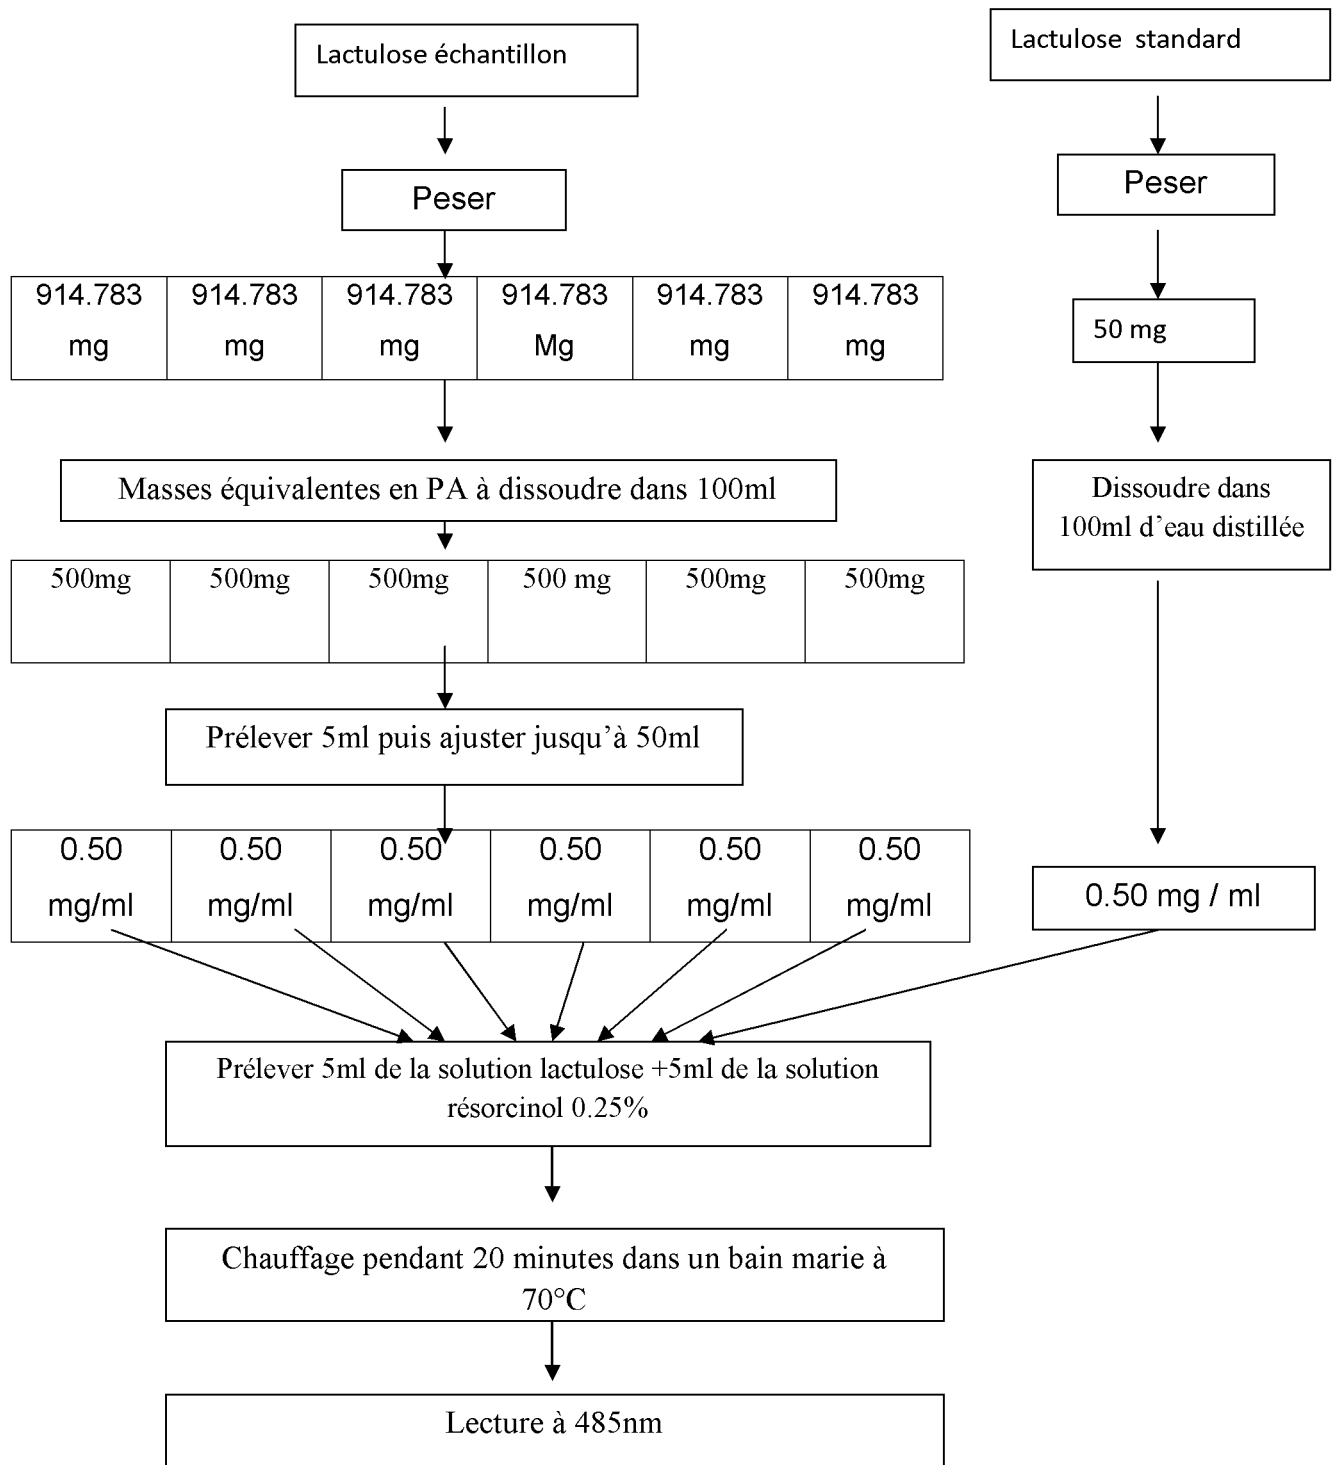 Lactulose échantillon
Lactulose standard
Peser
Peser
914.783 914.783 914.783 914.783 914.783 914.783
mg mg mg Mg mg mg
50 mg
Masses équivalentes en PA à dissoudre dans 100ml
Dissoudre dans
100ml d’eau distillée
500mg 500mg 500mg 500 mg 500mg 500mg
Prélever 5ml puis ajuster jusqu’à 50ml
0.50 0.50 0.50 0.50 0.50 0.50
mg/ml mg/ml mg/ml mg/ml mg/ml mg/ml
0.50 mg / ml
Prélever 5ml de la solution lactulose +5ml de la solution
résorcinol 0.25%
Chauffage pendant 20 minutes dans un bain marie à
70°C
Lecture à 485nm